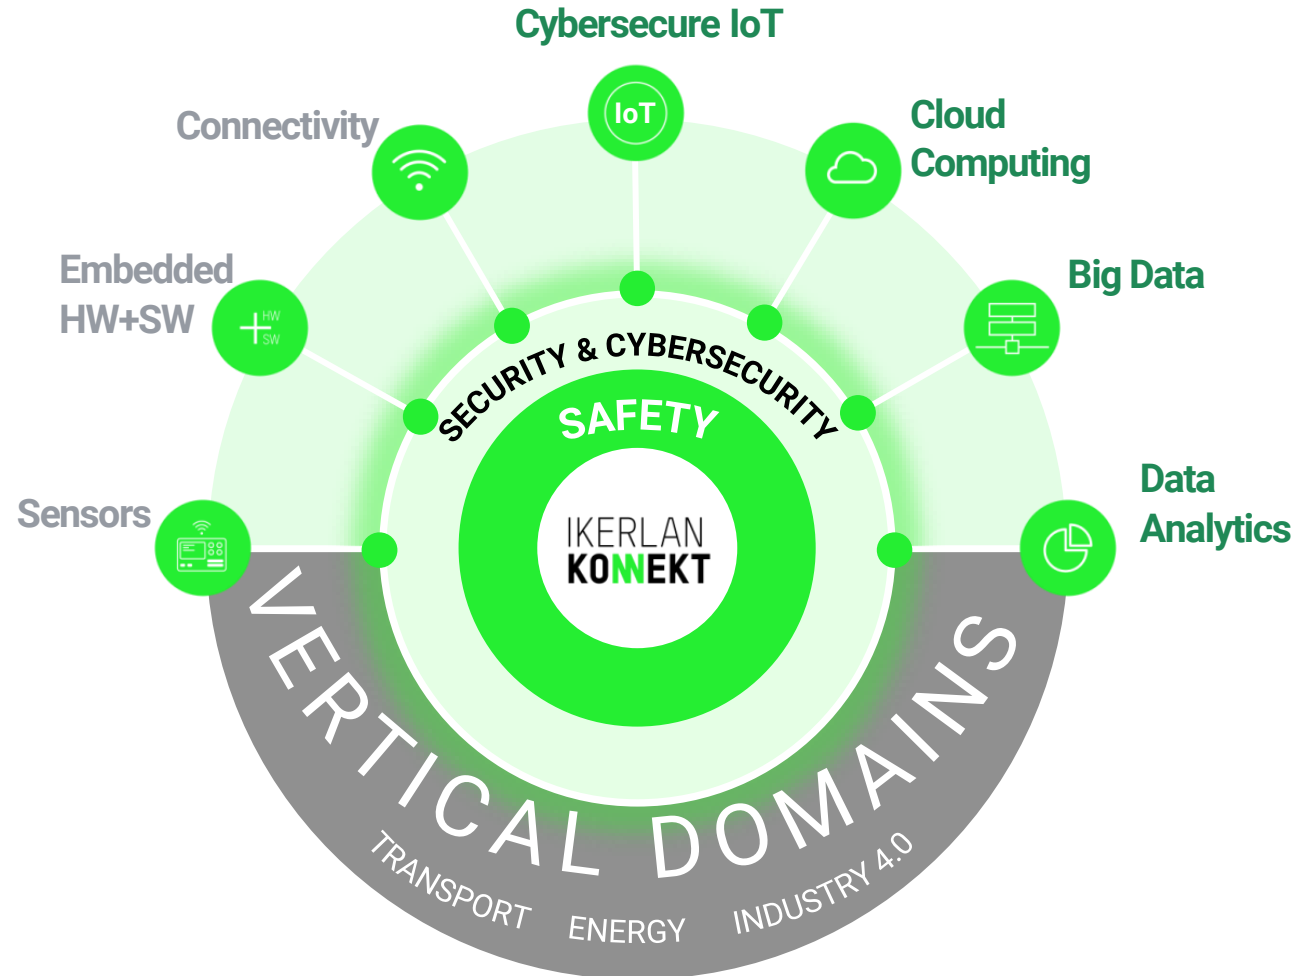 Cybersecure IoT
IoT
Connectivity
Cloud
Computing
Embedded
HW+SW
HW
SW
Big Data
SECURITY & CYBERSECURITY
SAFETY
Sensors
Data
Analytics
IKERLAN
KONNEKT
VERTICAL DOMAINS
TRANSPORT ENERGY INDUSTRY 4.0